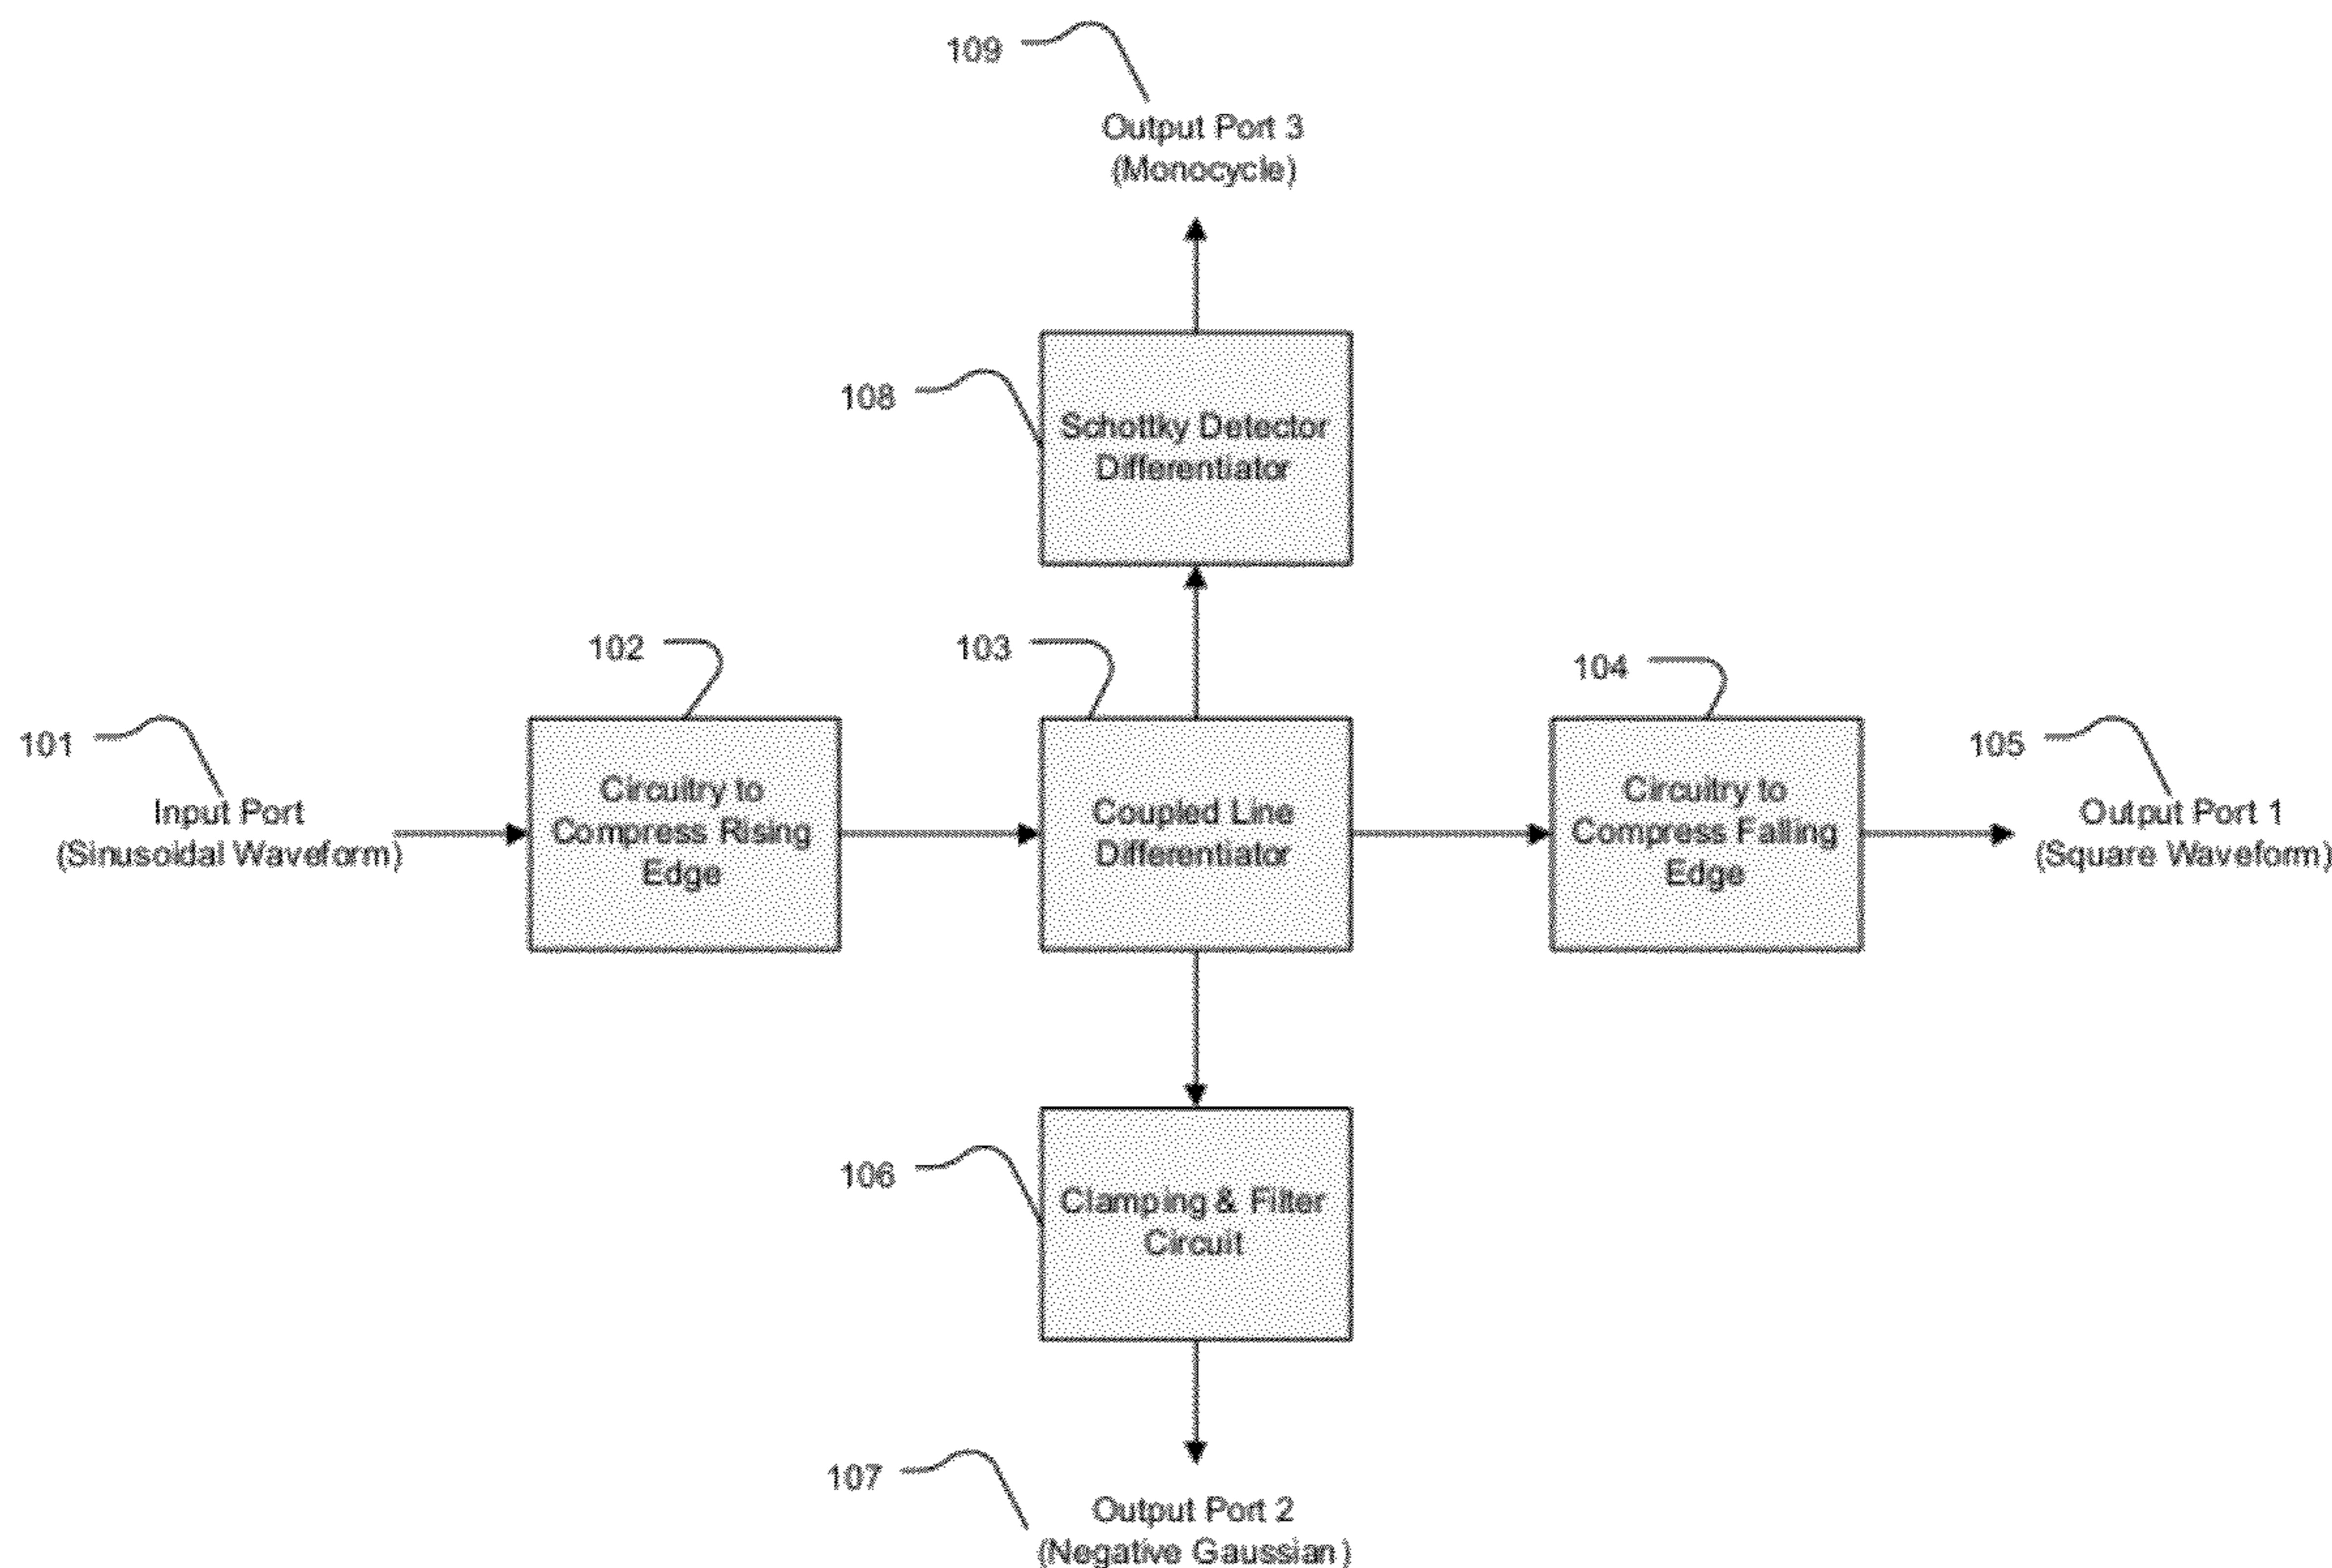 109
Output Port 3
(Monocycle)
108
Schottky Detector
Differentiator
102
103
104
101
105
Input Port
(Sinusoidal Waveform)
Circuitry to
Compress Rising
Edge
Coupled Line
Differentiator
Circuitry to
Compress Falling
Edge
Output Port 1
(Square Waveform)
106
Clamping & Filter
Circuit
107
Output Port 2
(Negative Gaussian)